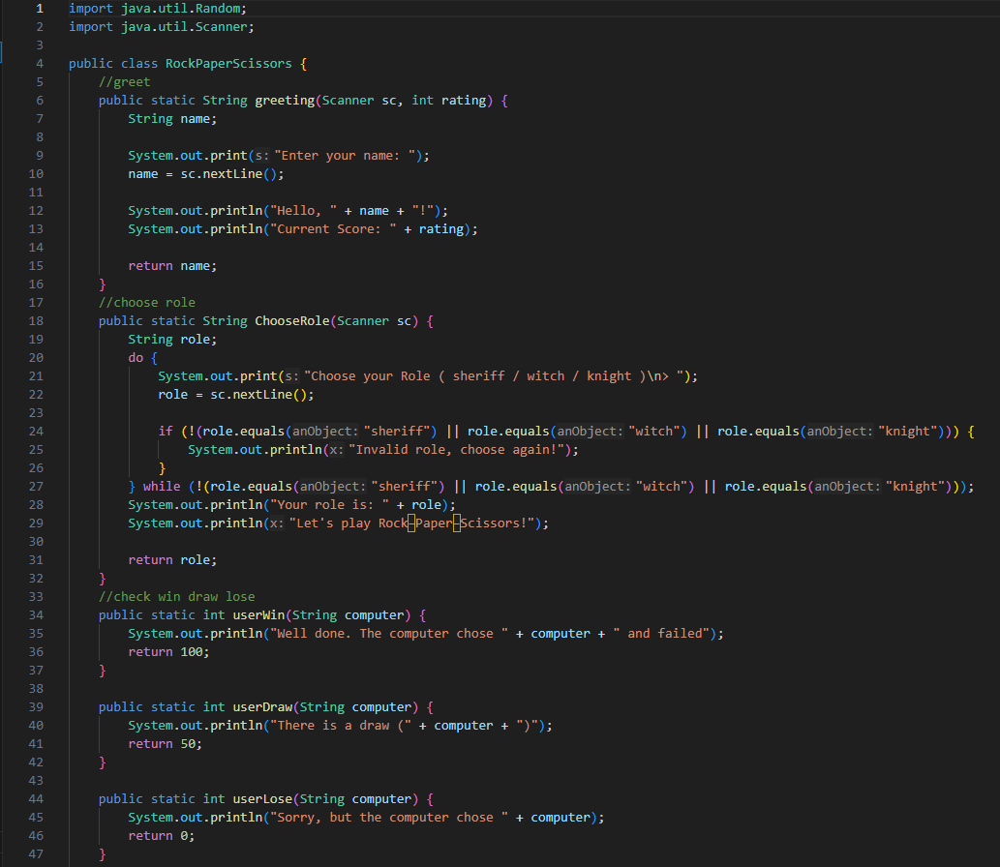 1 import java.util.Random;
2 import java.util.Scanner;
3
4 public class RockPaperScissors {
5     //greet
6     public static String greeting(Scanner sc, int rating) {
7         String name;
8
9         System.out.print(s: "Enter your name: ");
10         name = sc.nextLine();
11
12         System.out.println("Hello, " + name + "!");
13         System.out.println("Current Score: " + rating);
14
15         return name;
16     }
17     //choose role
18     public static String ChooseRole(Scanner sc) {
19         String role;
20         do {
21             System.out.print(s: "Choose your Role ( sheriff / witch / knight )\n> ");
22             role = sc.nextLine();
23
24             if (!(role.equals(anObject: "sheriff") || role.equals(anObject: "witch") || role.equals(anObject: "knight"))) {
25                 System.out.println(x: "Invalid role, choose again!");
26             }
27         } while (!(role.equals(anObject: "sheriff") || role.equals(anObject: "witch") || role.equals(anObject: "knight")));
28         System.out.println("Your role is: " + role);
29         System.out.println(x: "Let's play Rock–Paper–Scissors!");
30
31         return role;
32     }
33     //check win draw lose
34     public static int userWin(String computer) {
35         System.out.println("Well done. The computer chose " + computer + " and failed");
36         return 100;
37     }
38
39     public static int userDraw(String computer) {
40         System.out.println("There is a draw (" + computer + ")");
41         return 50;
42     }
43
44     public static int userLose(String computer) {
45         System.out.println("Sorry, but the computer chose " + computer);
46         return 0;
47     }